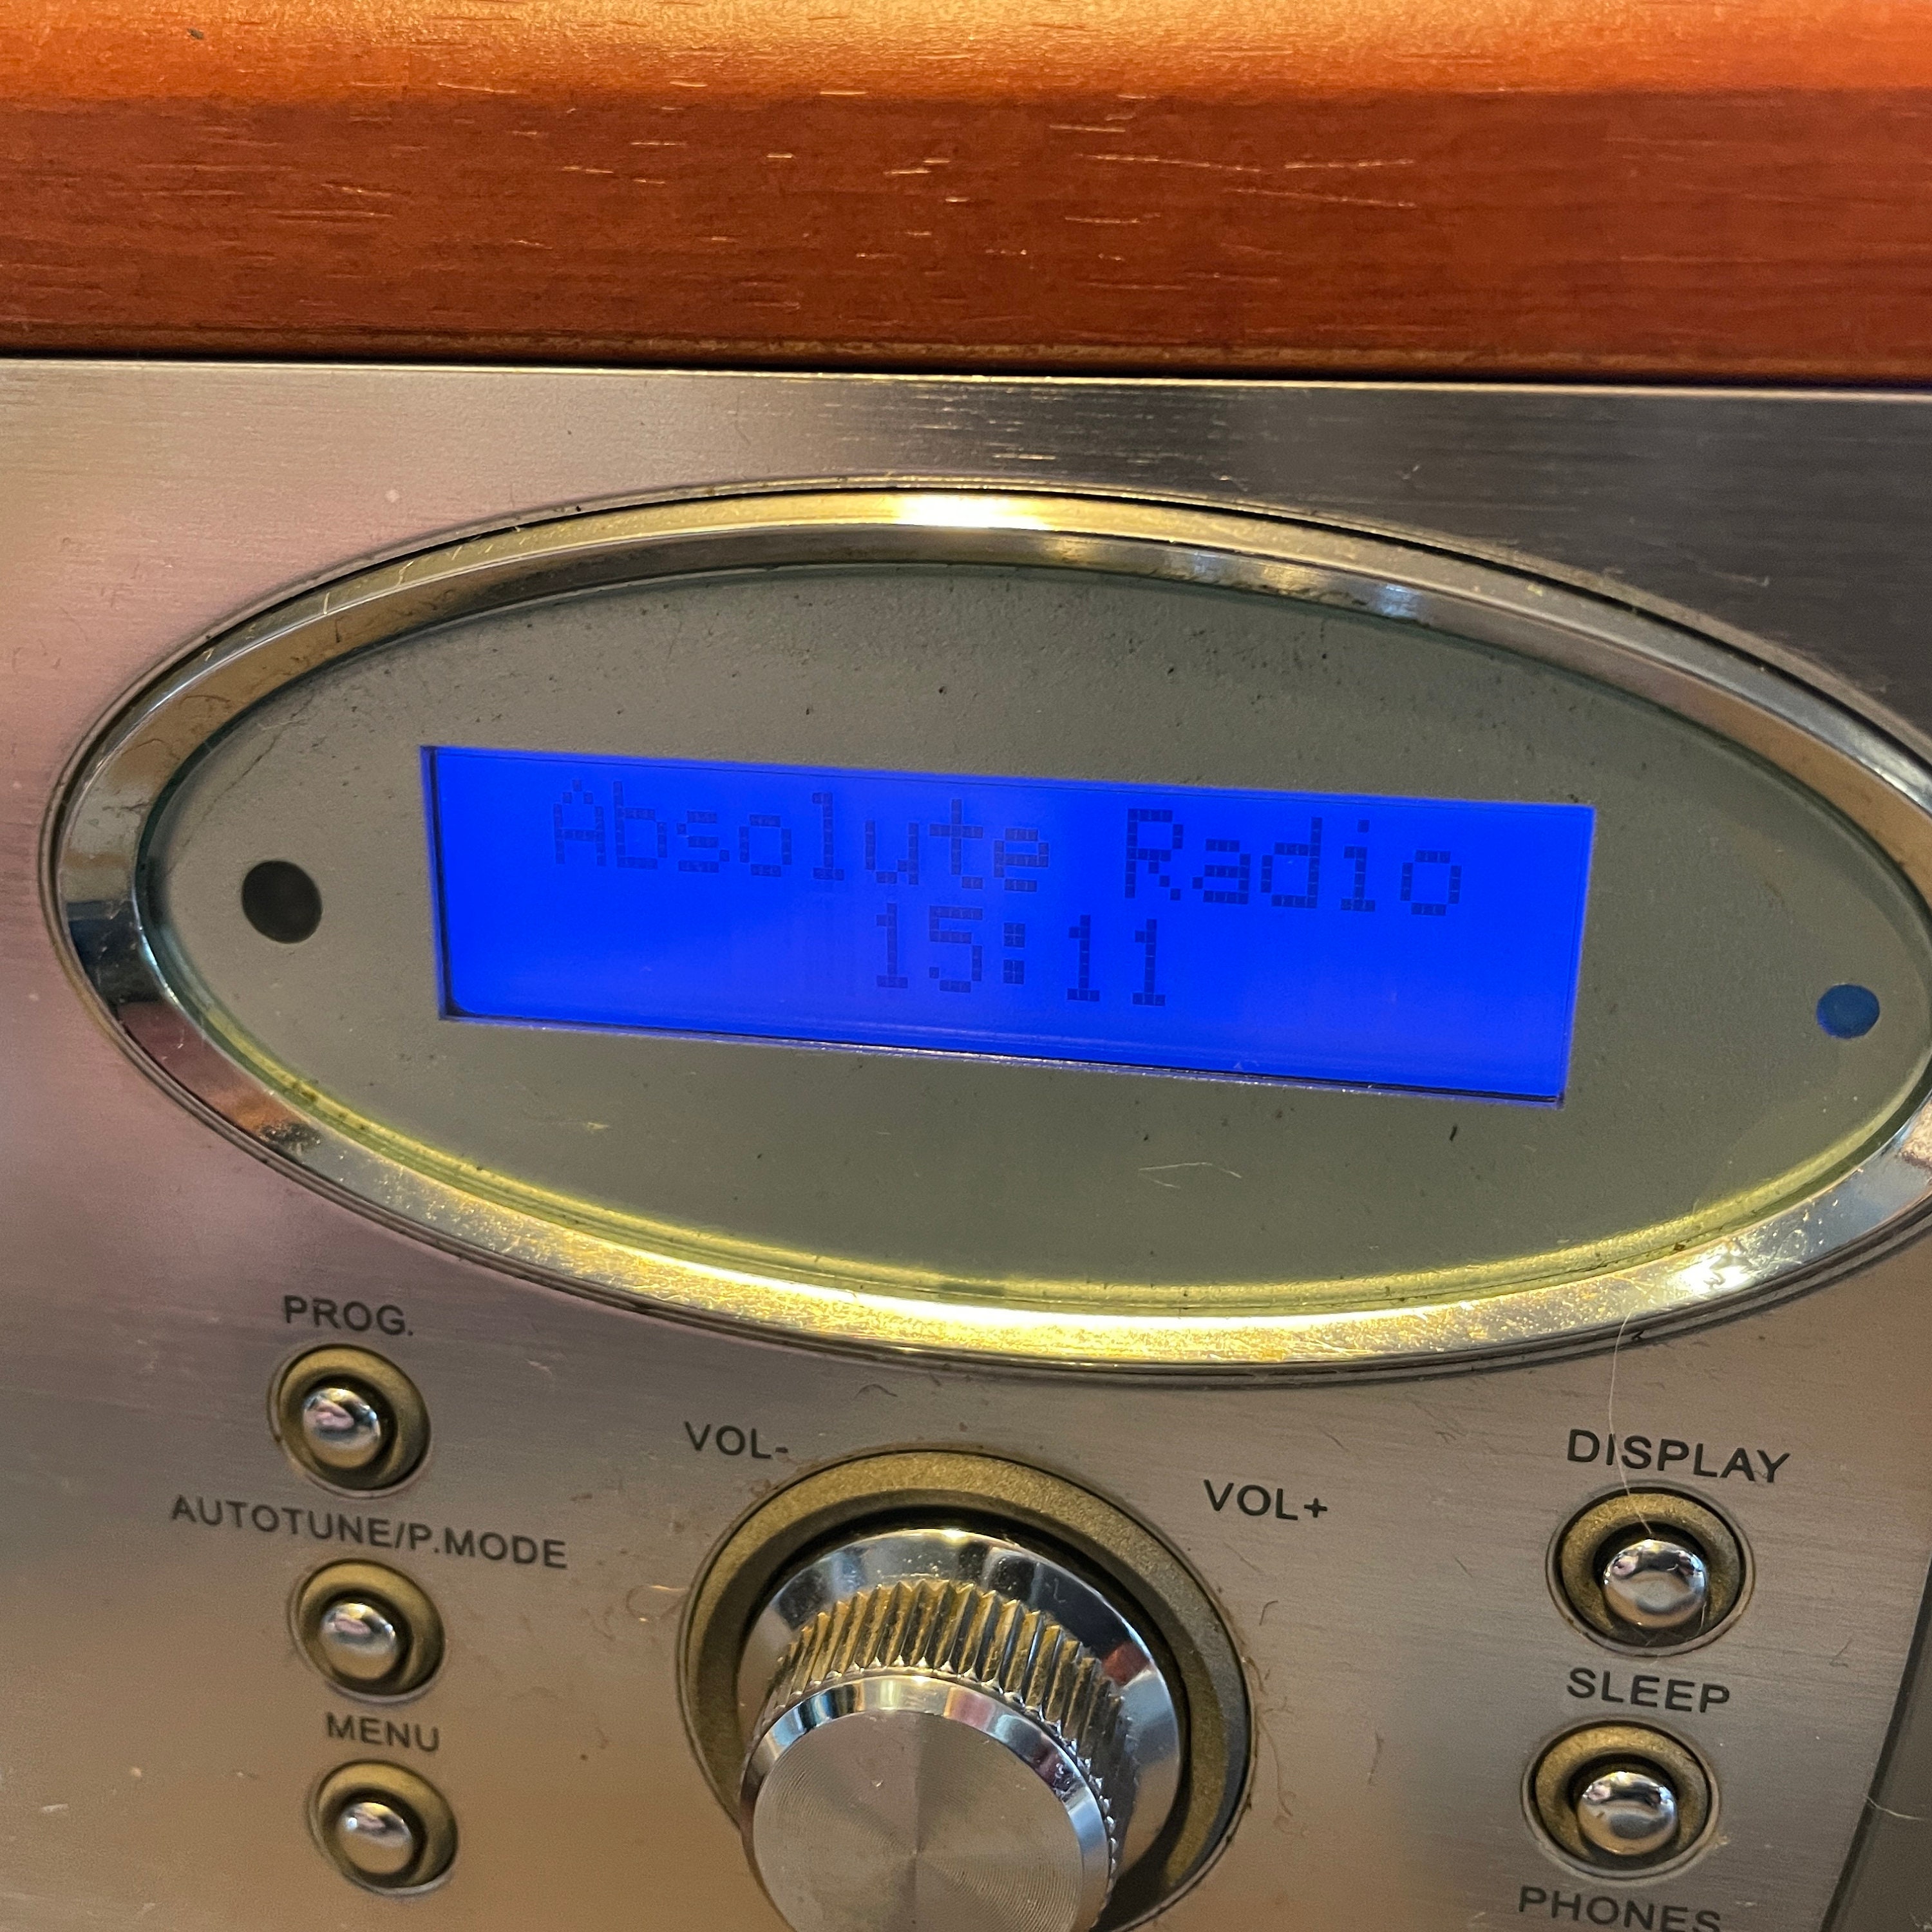 Absolute Radio
15:11
PROG.
VOL-
VOL+
DISPLAY
AUTOTUNE/P.MODE
SLEEP
MENU
PHONES